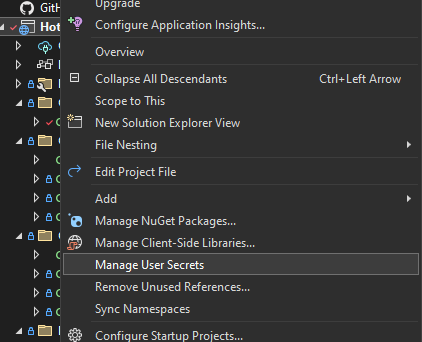 Upgrade
GitH
Configure Application Insights...
Hot
Overview
Collapse All Descendants Ctrl+Left Arrow
Scope to This
New Solution Explorer View
File Nesting
Edit Project File
Add
Manage NuGet Packages...
Manage Client-Side Libraries...
Manage User Secrets
Remove Unused References...
Sync Namespaces
Configure Startup Projects...